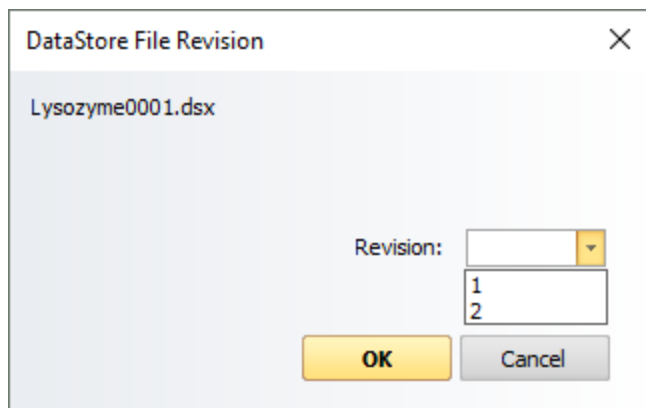 DataStore File Revision
Lysozyme0001.dsx
Revision:
1
2
OK
Cancel